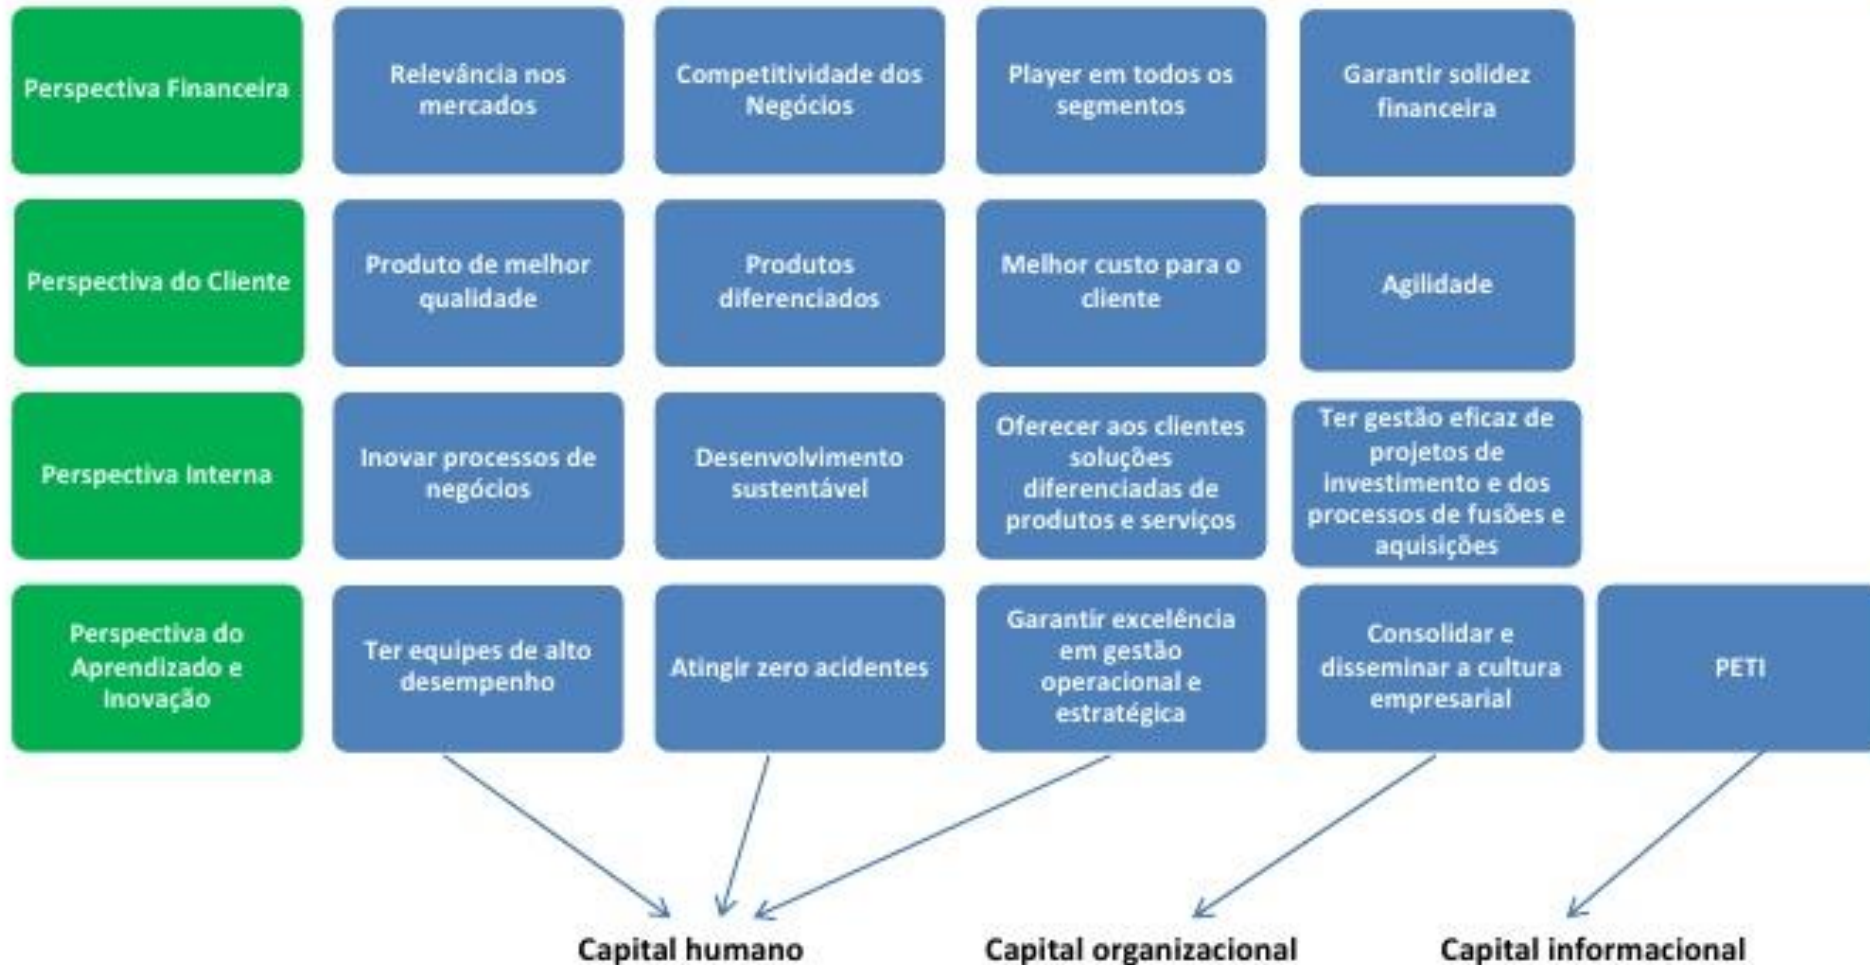 Perspectiva Financeira
Relevância nos
mercados
Competitividade dos
Negócios
Player em todos os
segmentos
Garantir solidez
financeira
Perspectiva do Cliente
Produto de melhor
qualidade
Produtos
diferenciados
Melhor custo para o
cliente
Agilidade
Perspectiva Interna
Inovar processos de
negócios
Desenvolvimento
sustentável
Oferecer aos clientes
soluções
diferenciadas de
produtos e serviços
Ter gestão eficaz de
projetos de
investimento e dos
processos de fusões e
aquisições
Perspectiva do
Aprendizado e
Inovação
Ter equipes de alto
desempenho
Atingir zero acidentes
Garantir excelência
em gestão
operacional e
estratégica
Consolidar e
disseminar a cultura
empresarial
PETI
Capital humano
Capital organizacional
Capital informacional